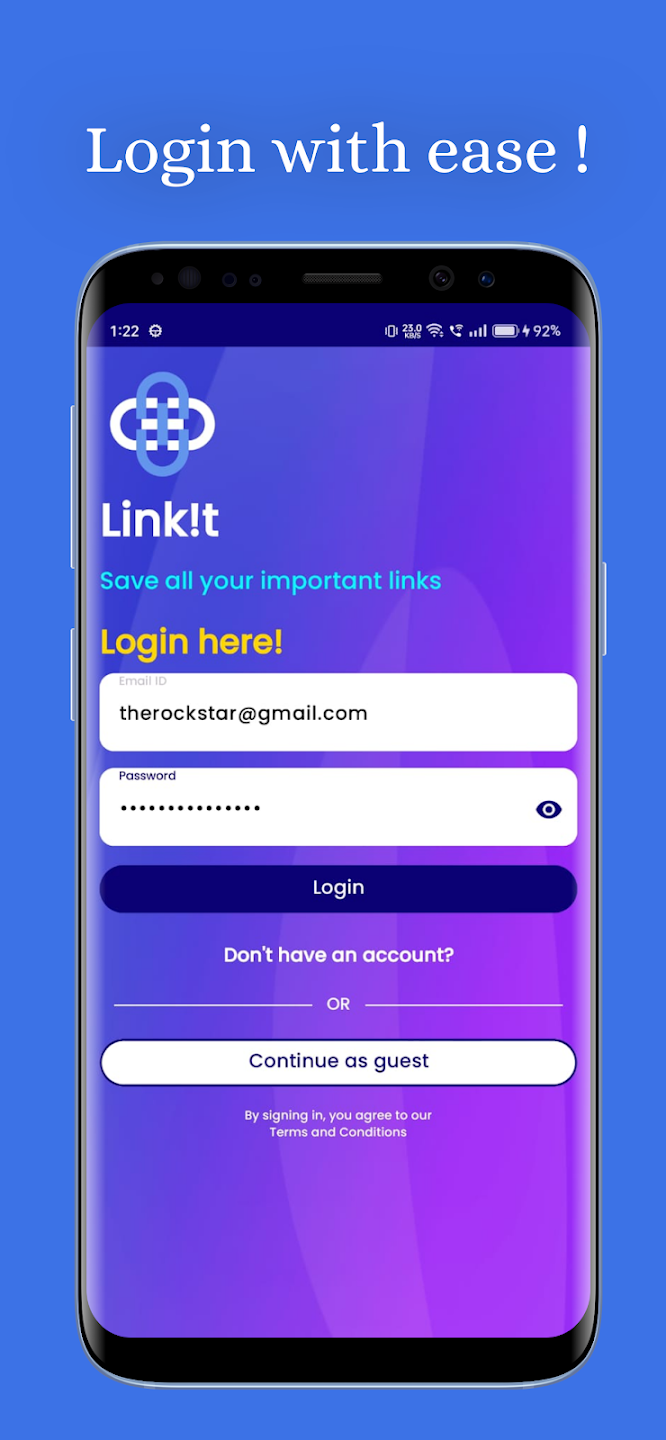 Login with ease !
1:22 23.0 KB/S 92%
Link!t
Save all your important links
Login here!
Email ID
therockstar@gmail.com
Password
•••••••••••••••
Login
Don't have an account?
OR
Continue as guest
By signing in, you agree to our
Terms and Conditions